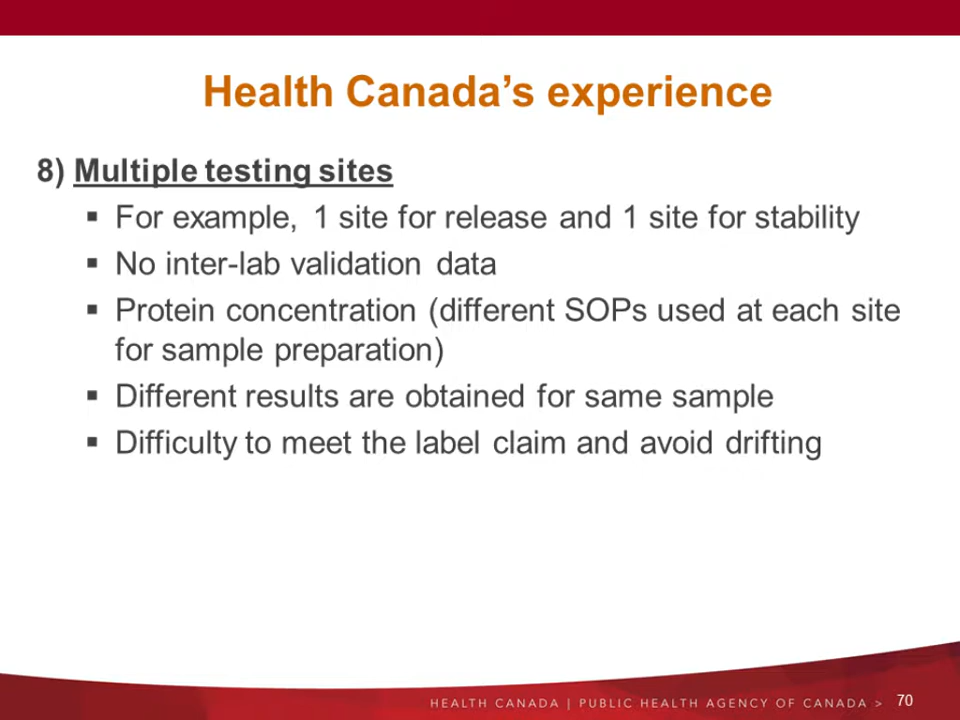 Health Canada's experience
8) Multiple testing sites
▪ For example, 1 site for release and 1 site for stability
▪ No inter-lab validation data
▪ Protein concentration (different SOPs used at each site
for sample preparation)
▪ Different results are obtained for same sample
▪ Difficulty to meet the label claim and avoid drifting
HEALTH CANADA | PUBLIC HEALTH AGENCY OF CANADA > 70